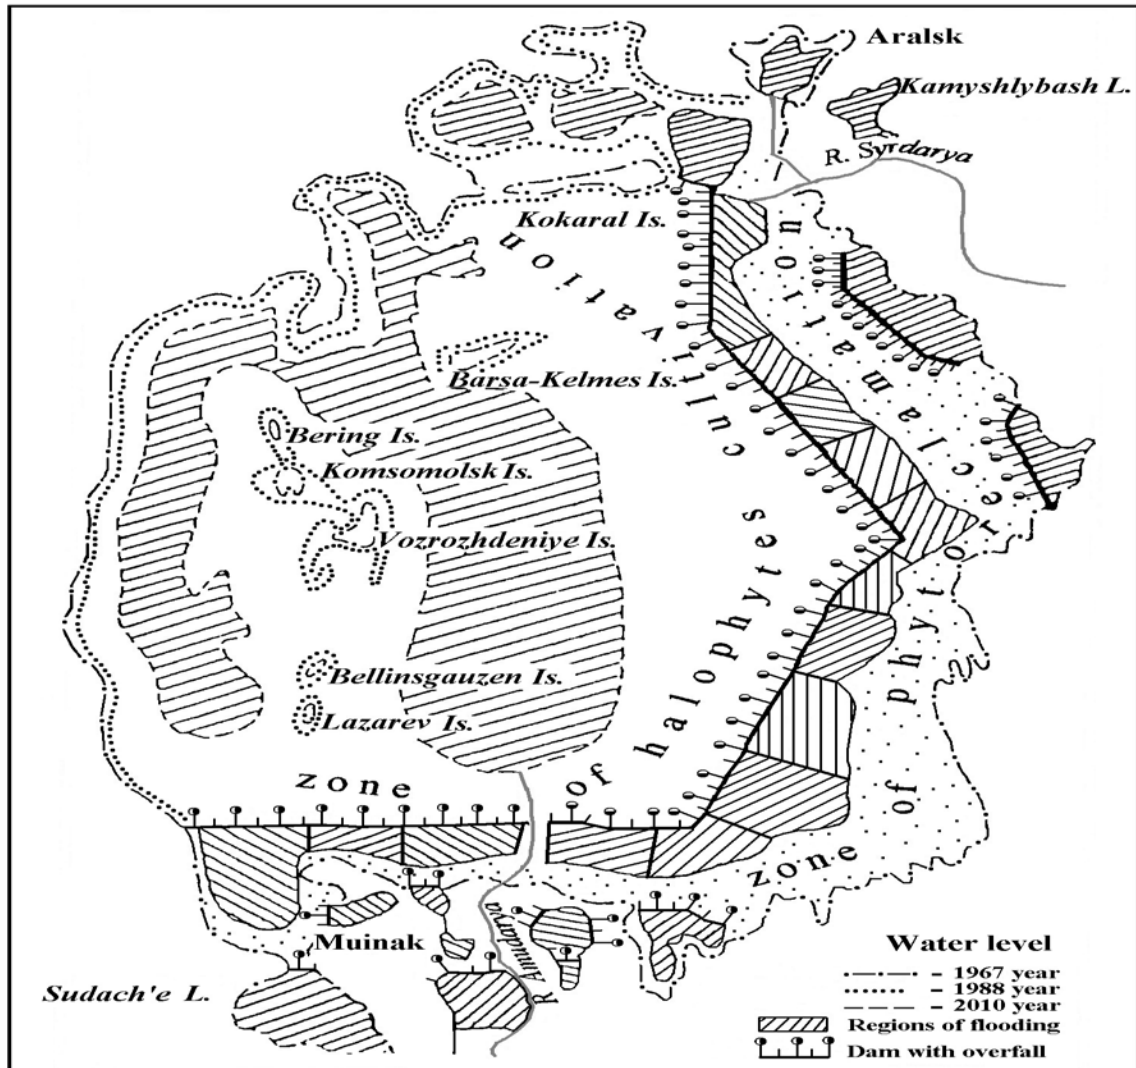 Aralsk
Kamyshlybash L.
R. Syrdarya
Kokaral Is.
Barsa-Kelmes Is.
Bering Is.
Komsomolsk Is.
Vozrozhdeniye Is.
Bellinsgauzen Is.
Lazarev Is.
zone of halophytes cultivation
zone of phytoreclamation
Muinak
R. Amudarya
Sudach'e L.
Water level
- 1967 year
- 1988 year
- 2010 year
Regions of flooding
Dam with overfall